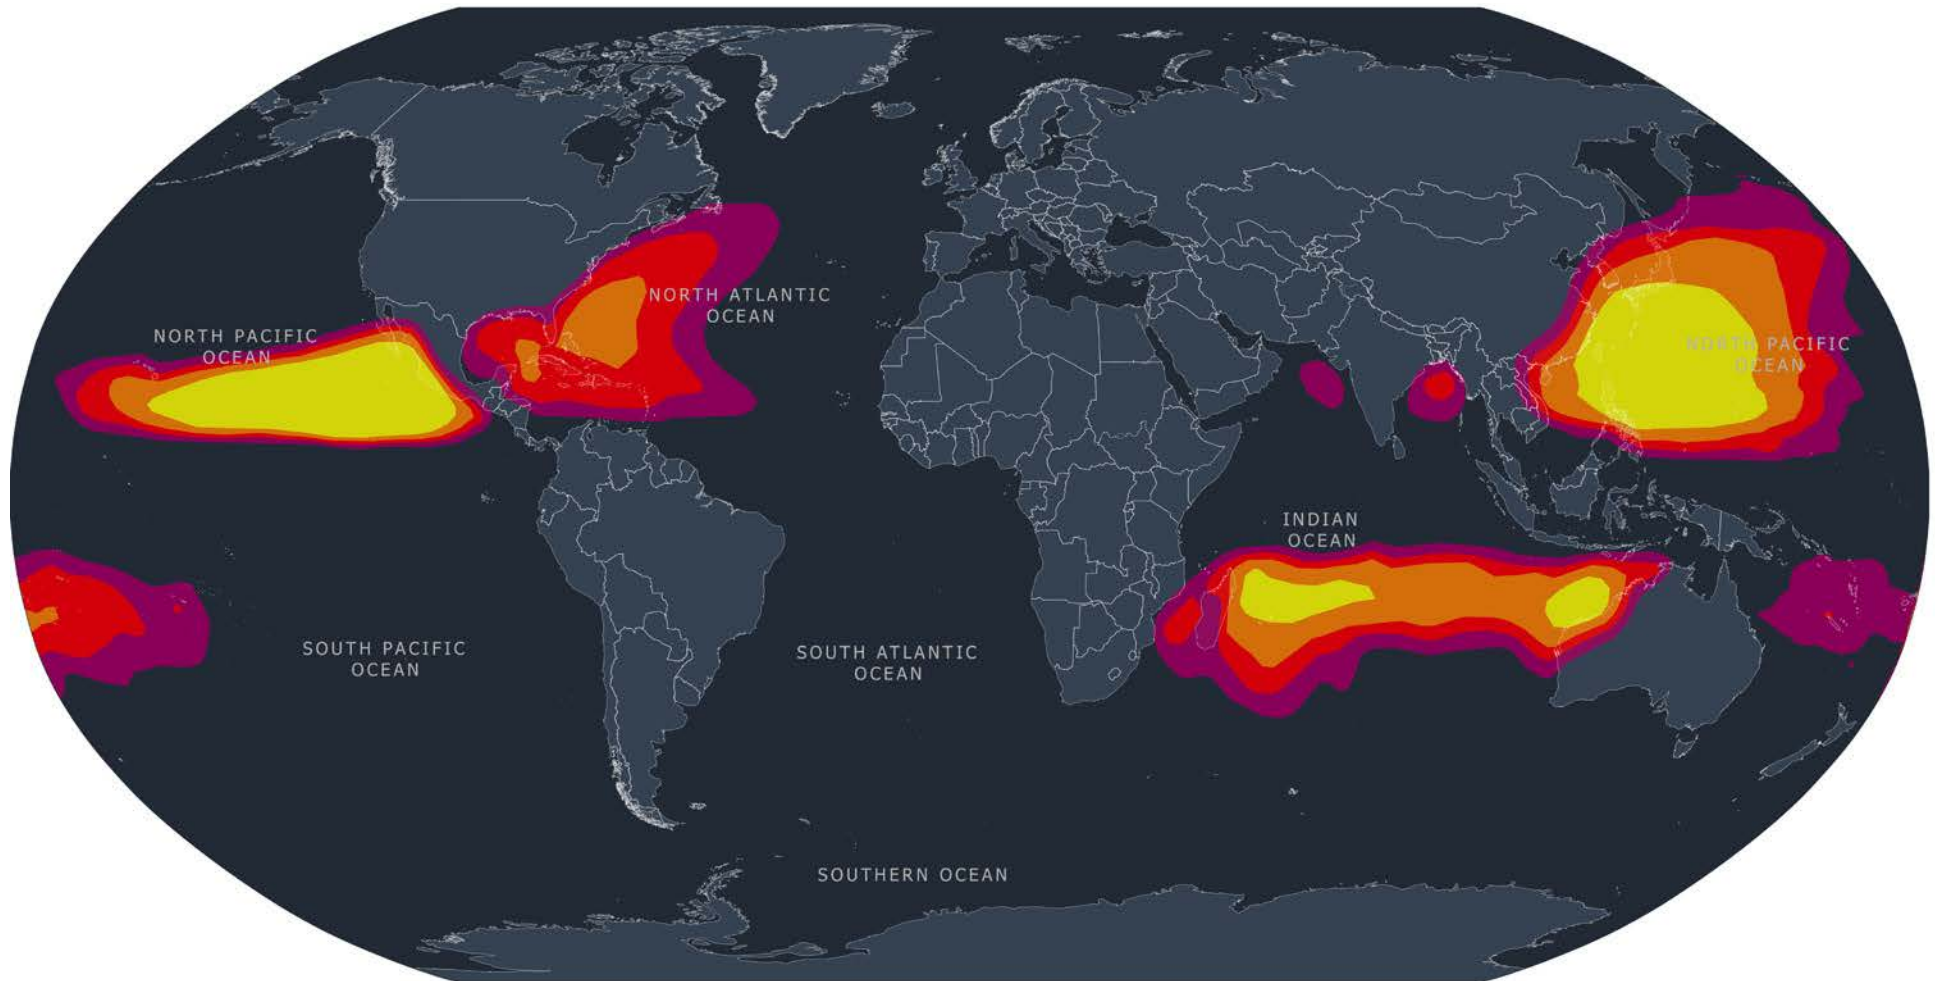 NORTH ATLANTIC
OCEAN
NORTH PACIFIC
OCEAN
NORTH PACIFIC
OCEAN
INDIAN
OCEAN
SOUTH PACIFIC
OCEAN
SOUTH ATLANTIC
OCEAN
SOUTHERN OCEAN